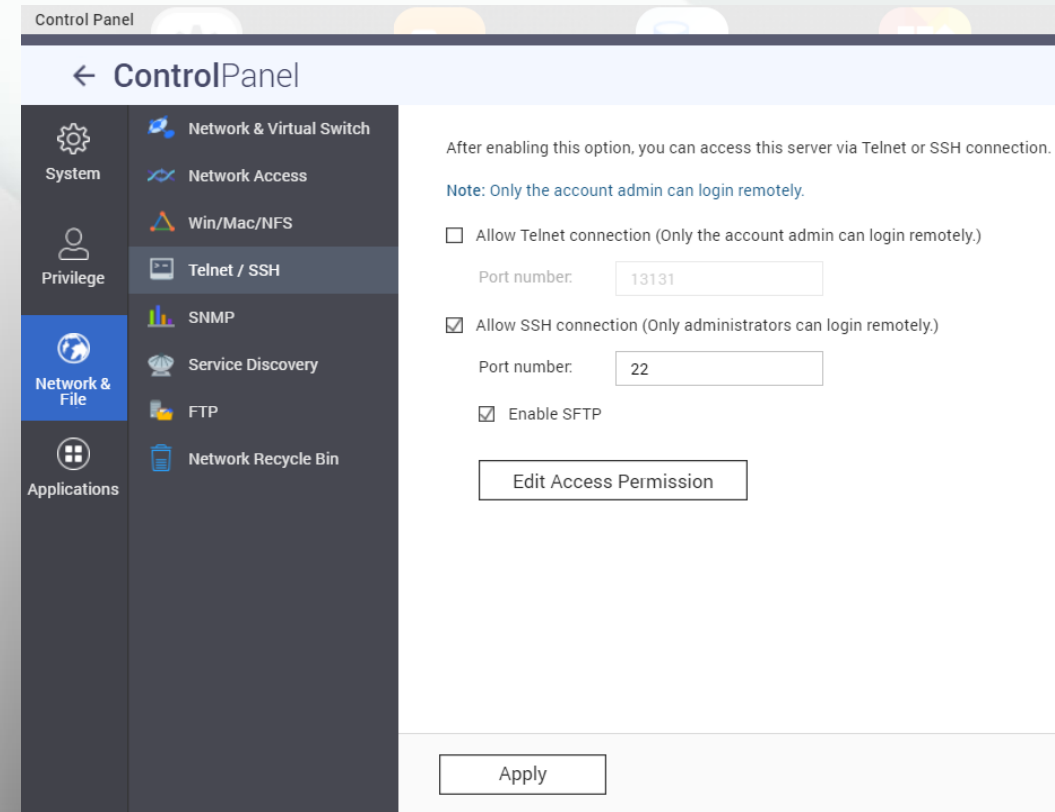 Control Panel
ControlPanel
System
Privilege
Network &
File
Applications
Network & Virtual Switch
Network Access
Win/Mac/NFS
Telnet / SSH
SNMP
Service Discovery
FTP
Network Recycle Bin
After enabling this option, you can access this server via Telnet or SSH connection.
Note: Only the account admin can login remotely.
Allow Telnet connection (Only the account admin can login remotely.)
Port number: 13131
Allow SSH connection (Only administrators can login remotely.)
Port number: 22
Enable SFTP
Edit Access Permission
Apply